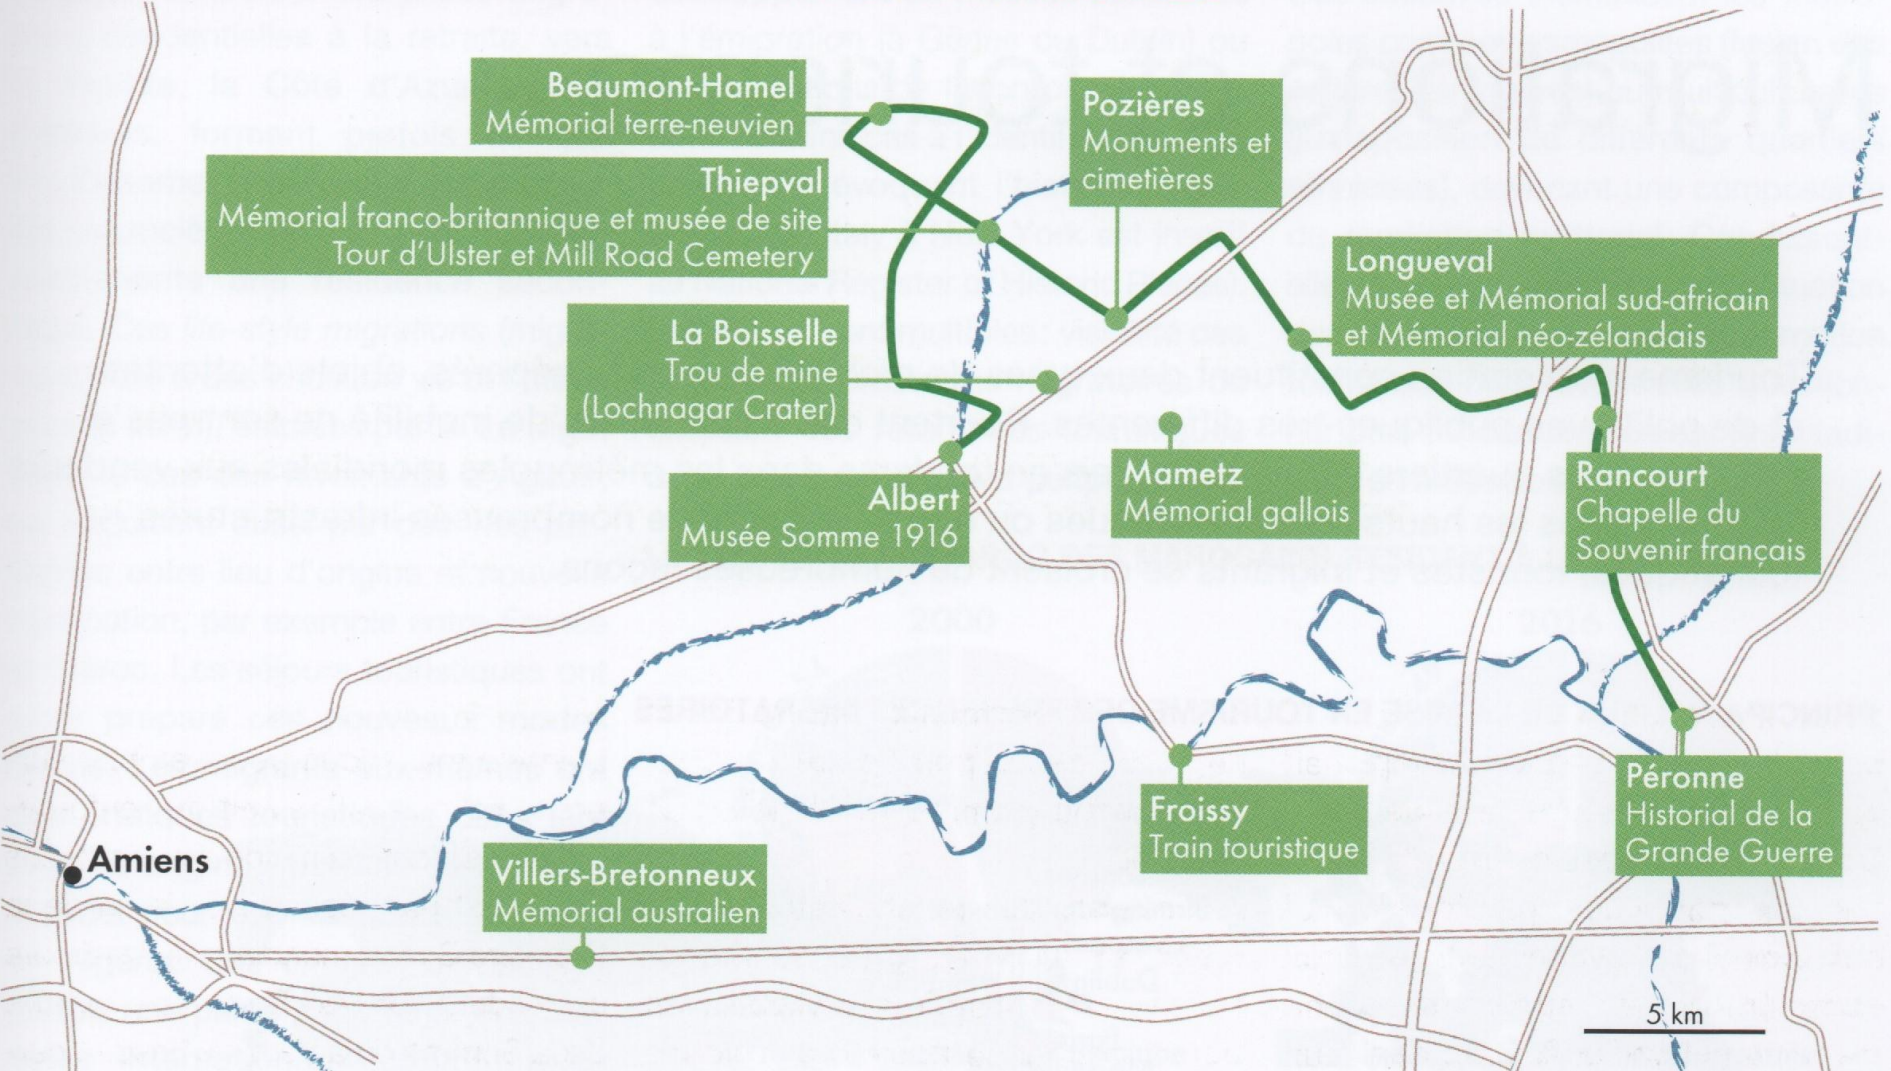 Beaumont-Hamel
Mémorial terre-neuvien
Pozières
Monuments et
cimetières
Thiepval
Mémorial franco-britannique et musée de site
Tour d’Ulster et Mill Road Cemetery
Longueval
Musée et Mémorial sud-africain
et Mémorial néo-zélandais
La Boisselle
Trou de mine
(Lochnagar Crater)
Mametz
Mémorial gallois
Rancourt
Chapelle du
Souvenir français
Albert
Musée Somme 1916
Péronne
Historial de la
Grande Guerre
Froissy
Train touristique
Amiens
Villers-Bretonneux
Mémorial australien
5 km